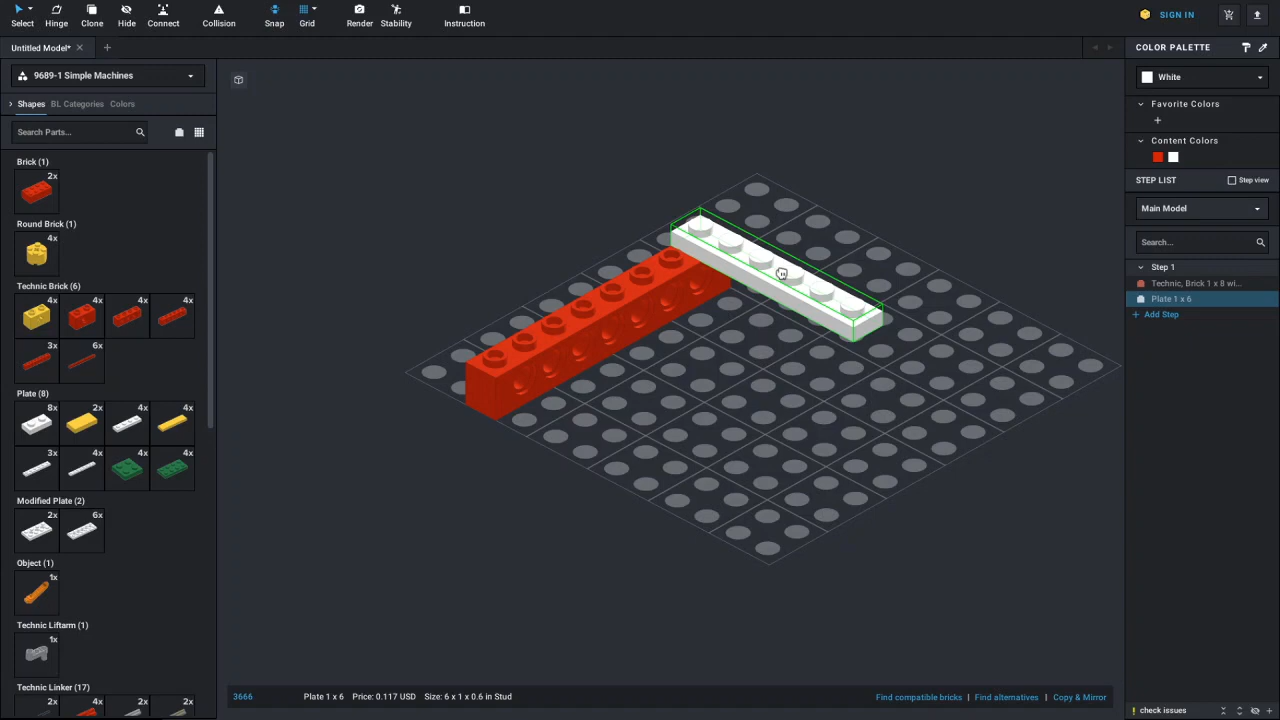 Select Hinge Clone Hide Connect Collision Snap Grid Render Stability Instruction
SIGN IN
Untitled Model*
9689-1 Simple Machines
Shapes BL Categories Colors
Search Parts...
Brick (1)
2x
Round Brick (1)
4x
Technic Brick (6)
4x 4x 4x 4x
3x 6x
Plate (8)
8x 2x 4x 4x
3x 4x 4x 4x
Modified Plate (2)
2x 6x
Object (1)
1x
Technic Liftarm (1)
1x
Technic Linker (17)
2x 4x 2x 2x
3666 Plate 1 x 6 Price: 0.117 USD Size: 6 x 1 x 0.6 in Stud
Find compatible bricks | Find alternatives | Copy & Mirror
COLOR PALETTE
White
Favorite Colors
+
Content Colors
STEP LIST
Step view
Main Model
Search...
Step 1
Technic, Brick 1 x 8 wi...
Plate 1 x 6
+ Add Step
! check issues